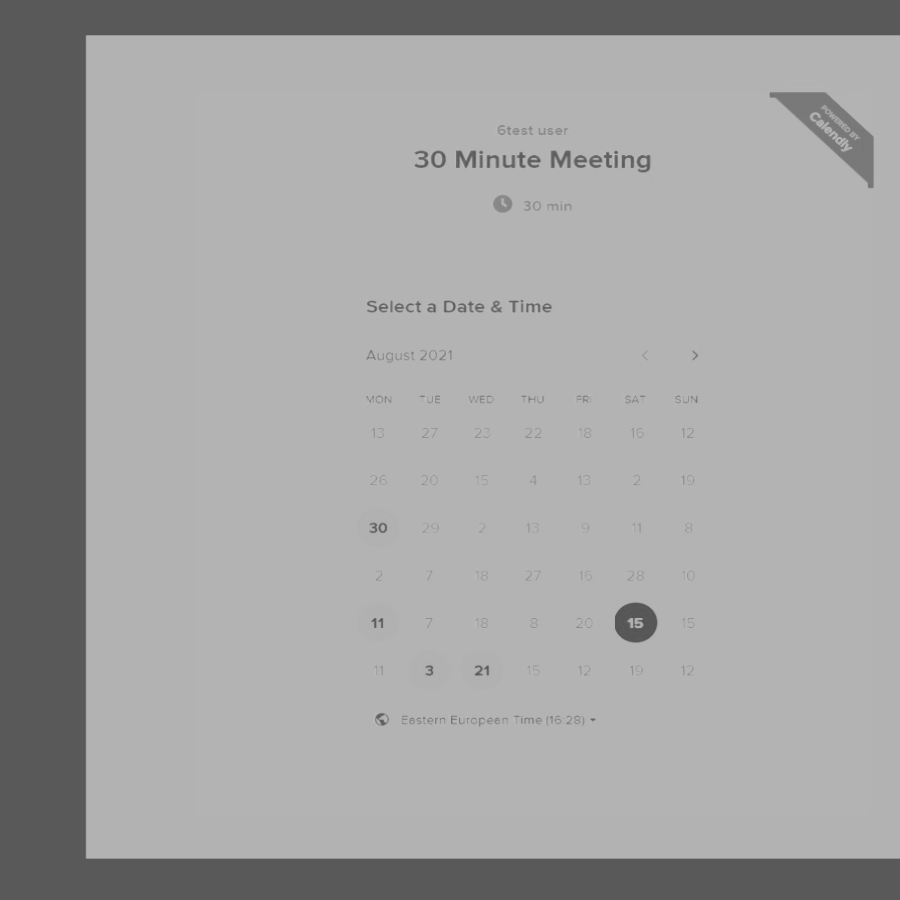 POWERED BY
Calendly
6test user
30 Minute Meeting
30 min
Select a Date & Time
August 2021
MON TUE WED THU FRI SAT SUN
13 27 23 22 18 16 12
26 20 15 4 13 2 19
30 29 2 13 9 11 8
2 7 18 27 16 28 10
11 7 18 8 20 15 15
11 3 21 15 12 19 12
Eastern European Time (16:28)